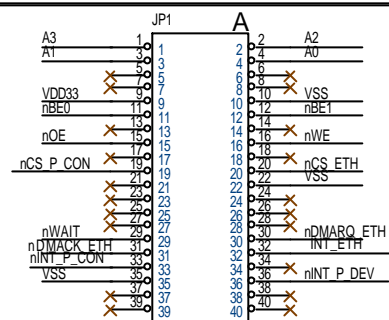 JP1 A
A3 1 1 2 2 A2
A1 3 3 4 4 A0
5 5 6 6
7 7 8 8
VDD33 9 9 10 10 VSS
nBE0 11 11 12 12 nBE1
13 13 14 14
nOE 15 15 16 16 nWE
17 17 18 18
nCS_P_CON 19 19 20 20 nCS_ETH
21 21 22 22 VSS
23 23 24 24
25 25 26 26
27 27 28 28
nWAIT 29 29 30 30 nDMARQ_ETH
nDMACK_ETH 31 31 32 32 INT_ETH
nINT_P_CON 33 33 34 34
VSS 35 35 36 36 nINT_P_DEV
37 37 38 38
39 39 40 40